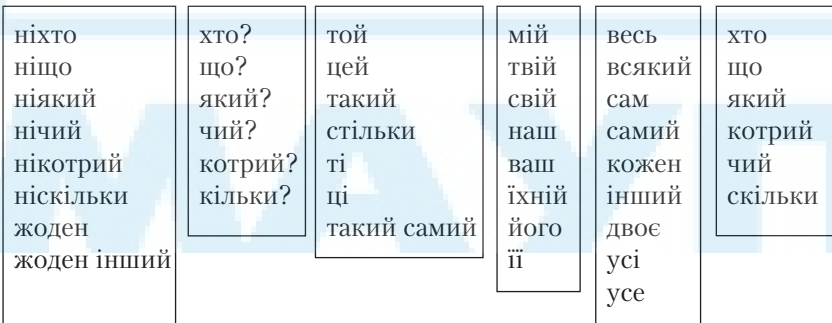 ніхто
ніщо
ніякий
нічий
нікотрий
ніскільки
жоден
жоден інший
хто?
що?
який?
чий?
котрий?
кільки?
той
цей
такий
стільки
ті
ці
такий самий
мій
твій
свій
наш
ваш
їхній
його
її
весь
всякий
сам
самий
кожен
інший
двоє
усі
усе
хто
що
який
котрий
чий
скільки